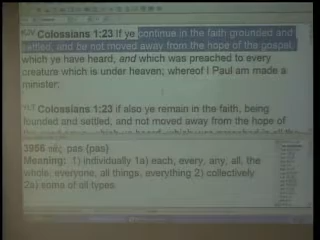 KJV Colossians 1:23 If ye continue in the faith grounded and
settled, and be not moved away from the hope of the gospel,
which ye have heard, and which was preached to every
creature which is under heaven; whereof I Paul am made a
minister;
YLT Colossians 1:23 if also ye remain in the faith, being
founded and settled, and not moved away from the hope of
3956 πᾶς pas {pas}
Meaning: 1) individually 1a) each, every, any, all, the
whole, everyone, all things, everything 2) collectively
2a) some of all types.